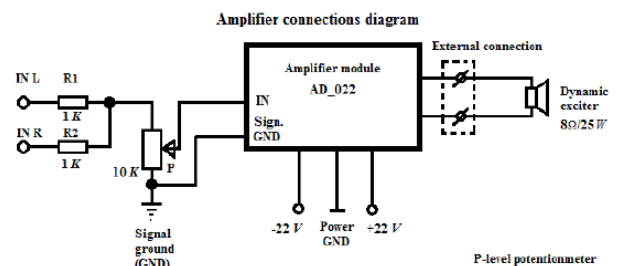 Amplifier connections diagram
External connection
Amplifier module
AD_022
IN L
R1
1 K
IN R
R2
1 K
10 K
P
IN
Sign.
GND
Dynamic
exciter
8Ω/25W
-22 V
Power
GND
+22 V
Signal
ground
(GND)
P-level potentionmeter